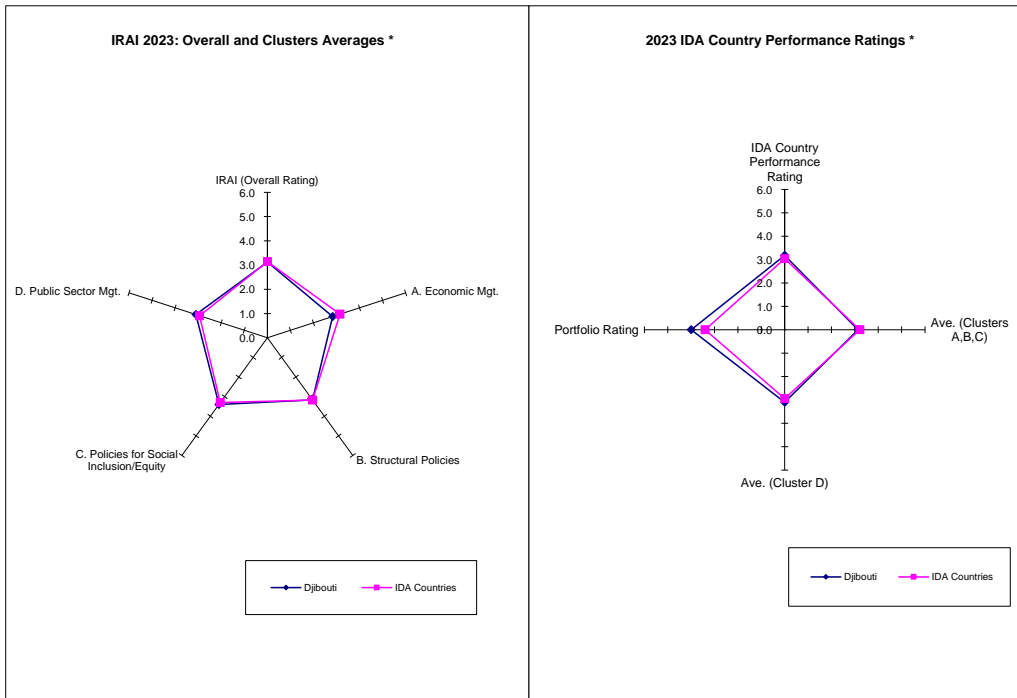 IRAI 2023: Overall and Clusters Averages *
IRAI (Overall Rating)
6.0
5.0
4.0
3.0
2.0
1.0
0.0
A. Economic Mgt.
B. Structural Policies
C. Policies for Social
Inclusion/Equity
D. Public Sector Mgt.
Djibouti
IDA Countries
2023 IDA Country Performance Ratings *
IDA Country
Performance
Rating
6.0
5.0
4.0
3.0
2.0
1.0
0.0
Ave. (Clusters
A,B,C)
Ave. (Cluster D)
Portfolio Rating
Djibouti
IDA Countries